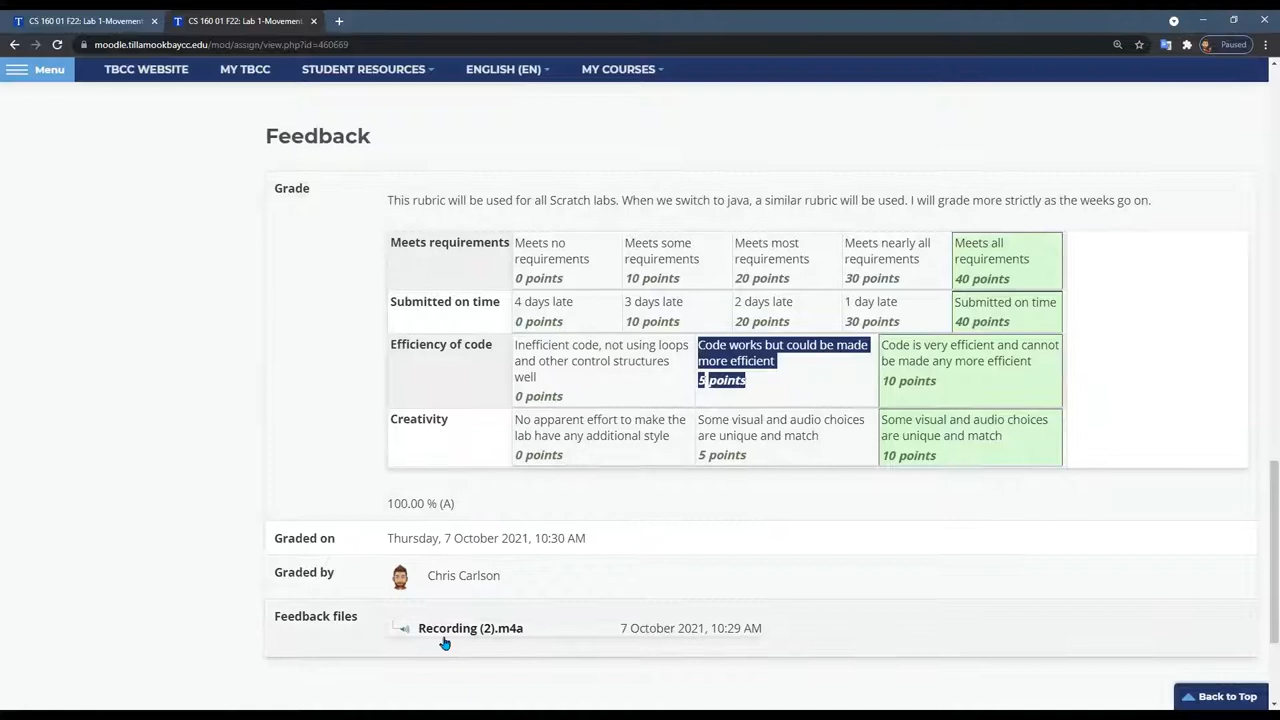 CS 160 01 F22: Lab 1-Movement
CS 160 01 F22: Lab 1-Movement
moodle.tillamookbaycc.edu/mod/assign/view.php?id=460669
Paused
Menu
TBCC WEBSITE
MY TBCC
STUDENT RESOURCES
ENGLISH (EN)
MY COURSES
Feedback
Grade
This rubric will be used for all Scratch labs. When we switch to java, a similar rubric will be used. I will grade more strictly as the weeks go on.
Meets requirements
Meets no
requirements
0 points
Meets some
requirements
10 points
Meets most
requirements
20 points
Meets nearly all
requirements
30 points
Meets all
requirements
40 points
Submitted on time
4 days late
0 points
3 days late
10 points
2 days late
20 points
1 day late
30 points
Submitted on time
40 points
Efficiency of code
Inefficient code, not using loops
and other control structures
well
0 points
Code works but could be made
more efficient
5 points
Code is very efficient and cannot
be made any more efficient
10 points
Creativity
No apparent effort to make the
lab have any additional style
0 points
Some visual and audio choices
are unique and match
5 points
Some visual and audio choices
are unique and match
10 points
100.00 % (A)
Graded on
Thursday, 7 October 2021, 10:30 AM
Graded by
Chris Carlson
Feedback files
Recording (2).m4a
7 October 2021, 10:29 AM
Back to Top